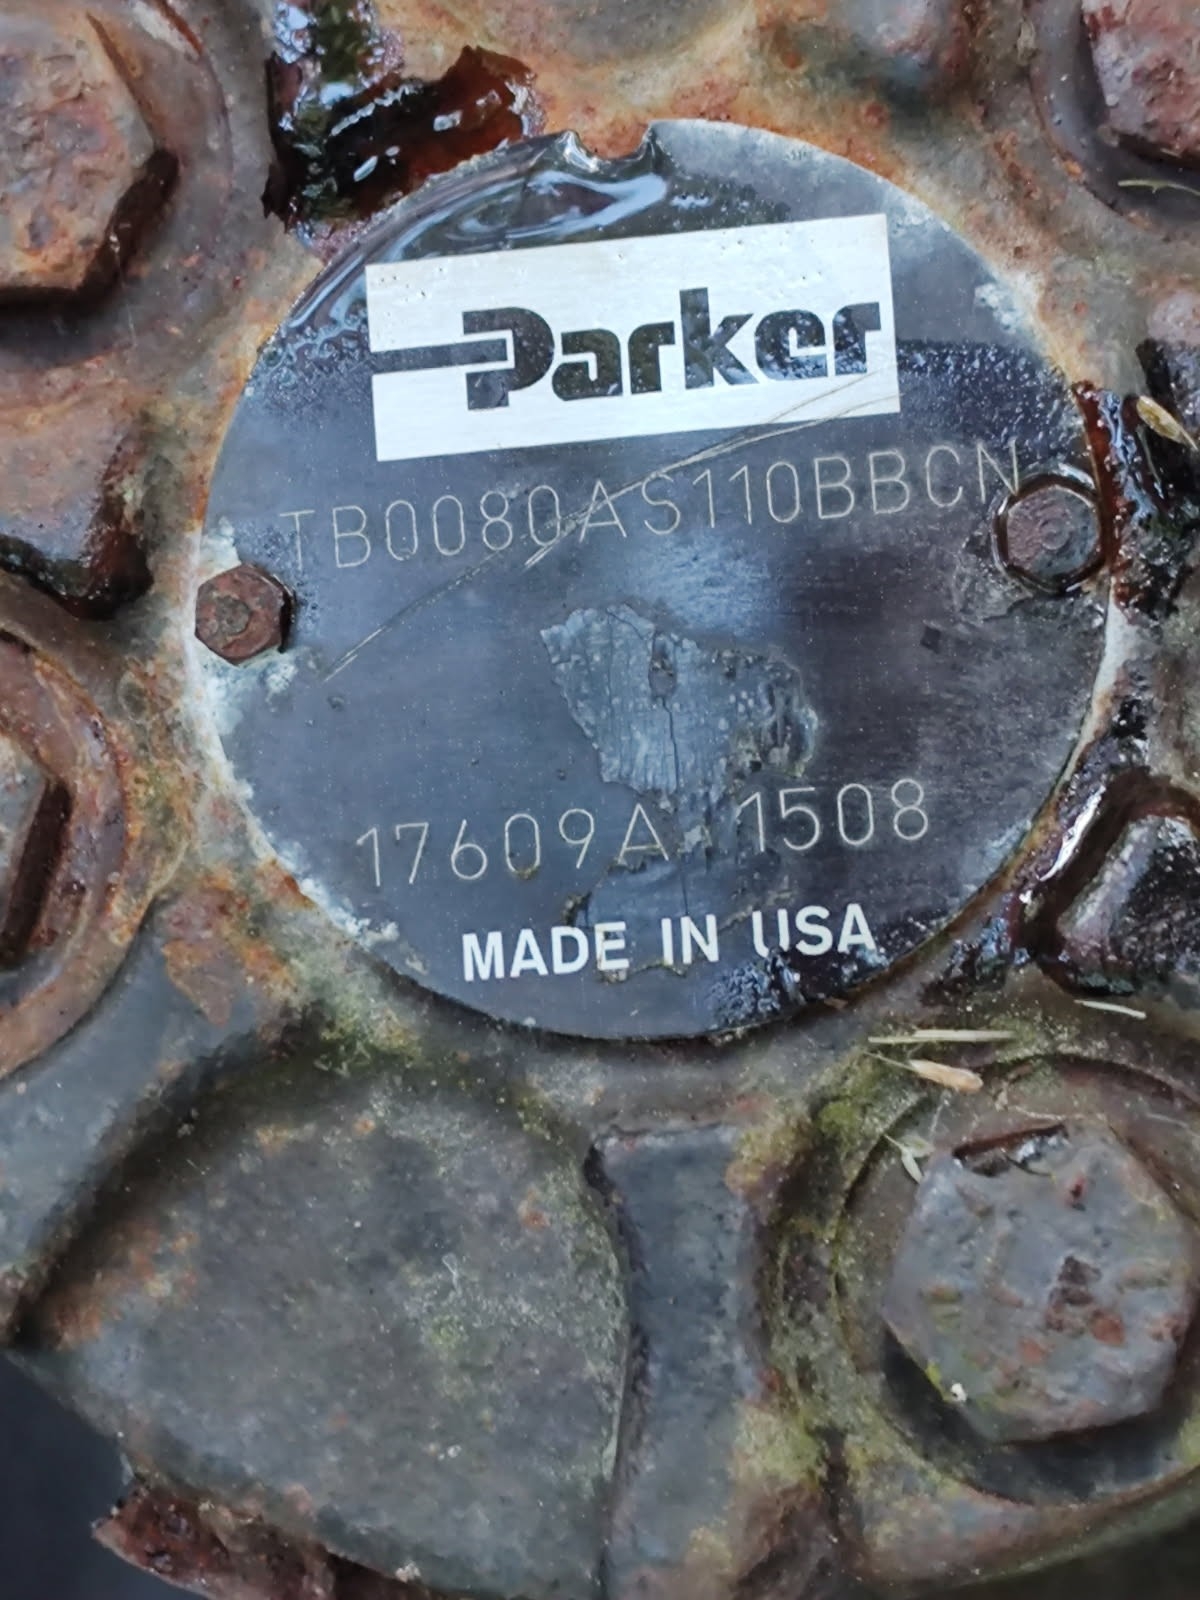 Parker
TB0080AS110BBCN
17609A 1508
MADE IN USA